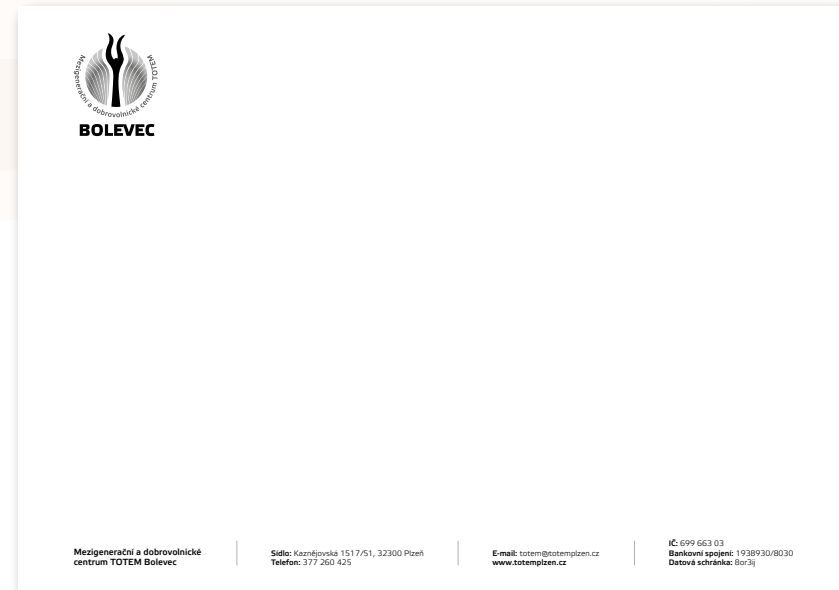 Mezigenerační a dobrovolnické centrum TOTEM
BOLEVEC
Mezigenerační a dobrovolnické
centrum TOTEM Bolevec
Sídlo: Kaznějovská 1517/51, 32300 Plzeň
Telefon: 377 260 425
E-mail: totem@totemplzen.cz
www.totemplzen.cz
IČ: 699 663 03
Bankovní spojení: 1938930/8030
Datová schránka: 8or3ij